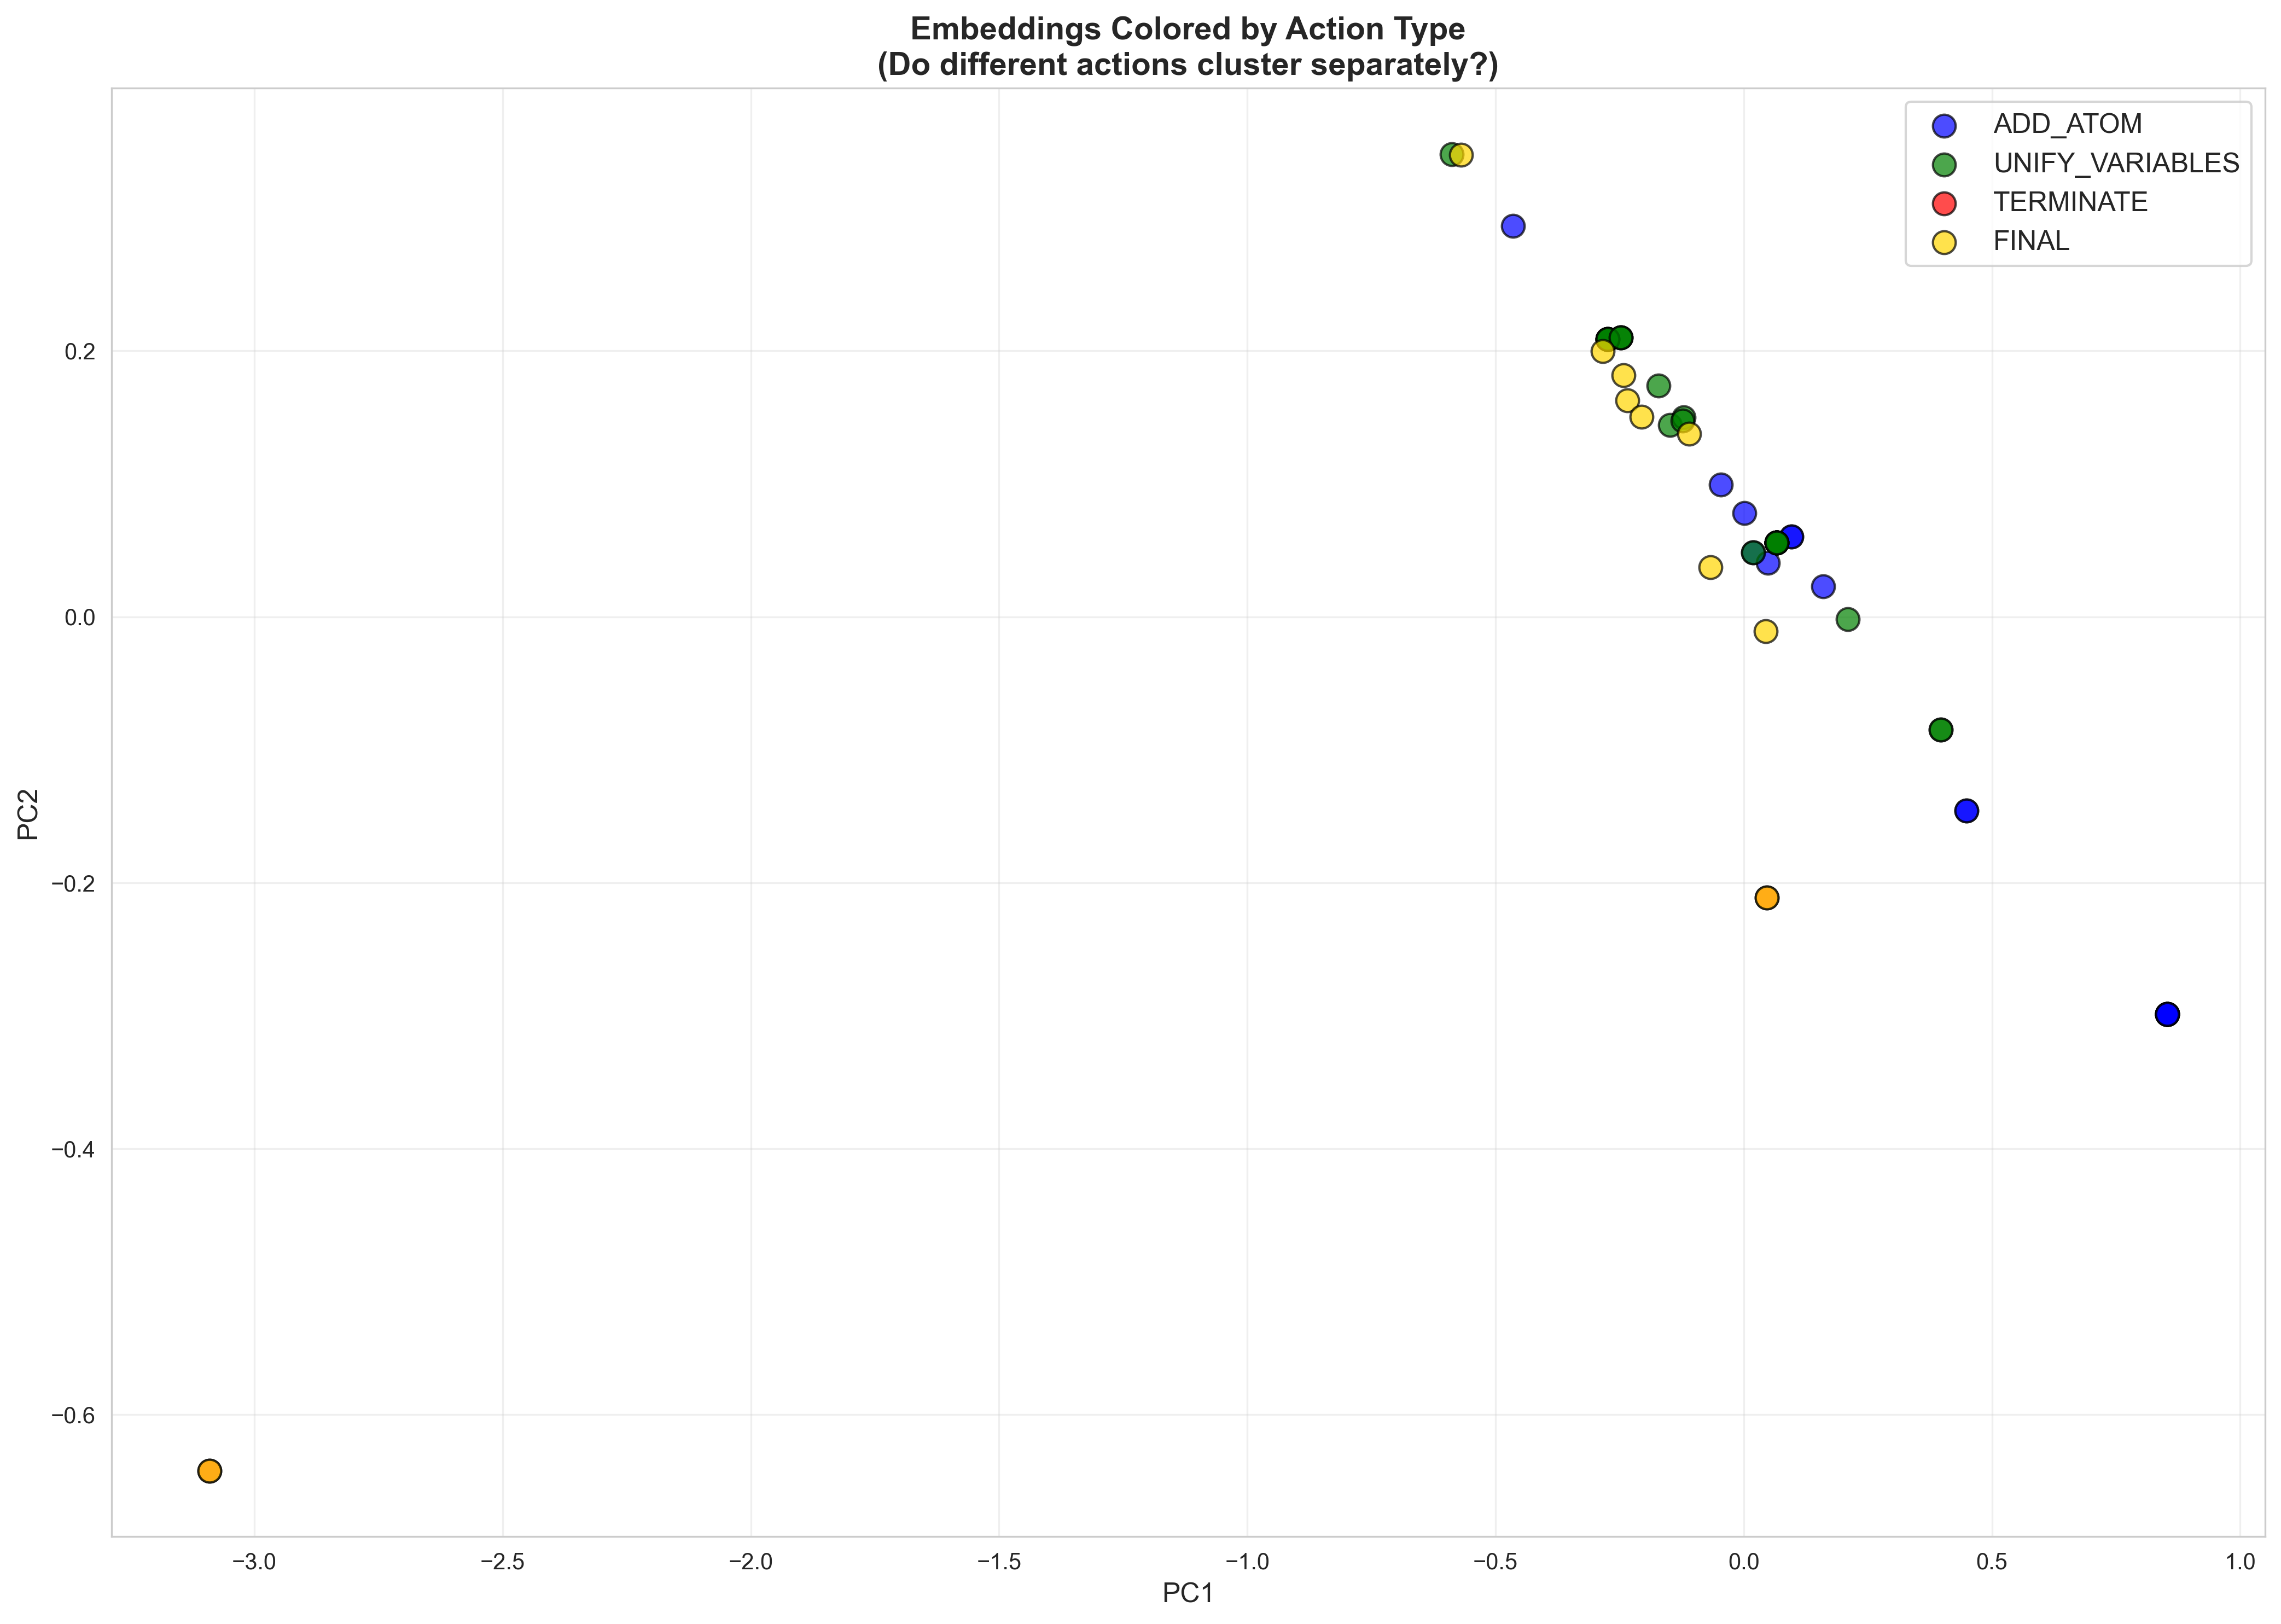 Embeddings Colored by Action Type
(Do different actions cluster separately?)
ADD_ATOM
UNIFY_VARIABLES
TERMINATE
FINAL
0.2
0.0
−0.2
−0.4
−0.6
PC2
−3.0
−2.5
−2.0
−1.5
−1.0
−0.5
0.0
0.5
1.0
PC1